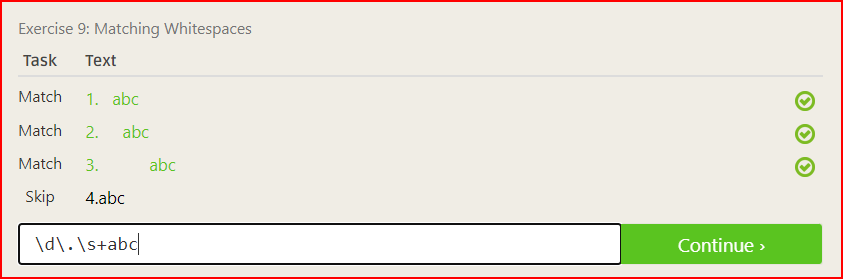 Exercise 9: Matching Whitespaces
Task Text
Match 1. abc
Match 2. abc
Match 3. abc
Skip 4.abc
\d\.\s+abc Continue ›